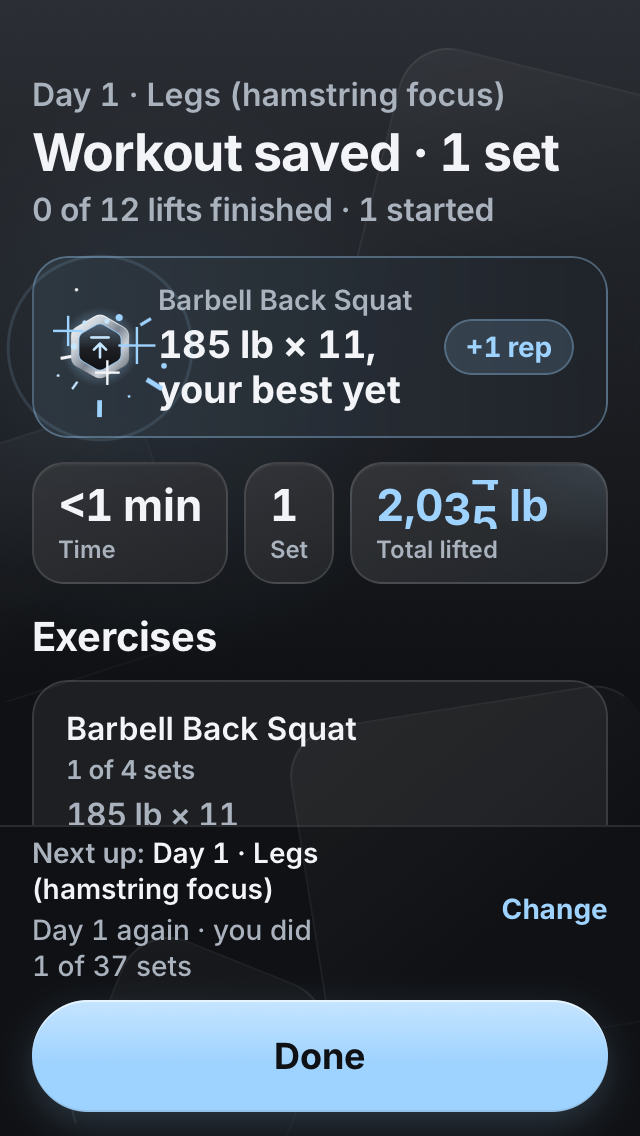 Day 1 · Legs (hamstring focus)
Workout saved · 1 set
0 of 12 lifts finished · 1 started
Barbell Back Squat
185 lb × 11,
your best yet
+1 rep
<1 min
Time
1
Set
lb
Total lifted
Exercises
Barbell Back Squat
1 of 4 sets
185 lb × 11
Next up: Day 1 · Legs
(hamstring focus)
Day 1 again · you did
1 of 37 sets
Change
Done